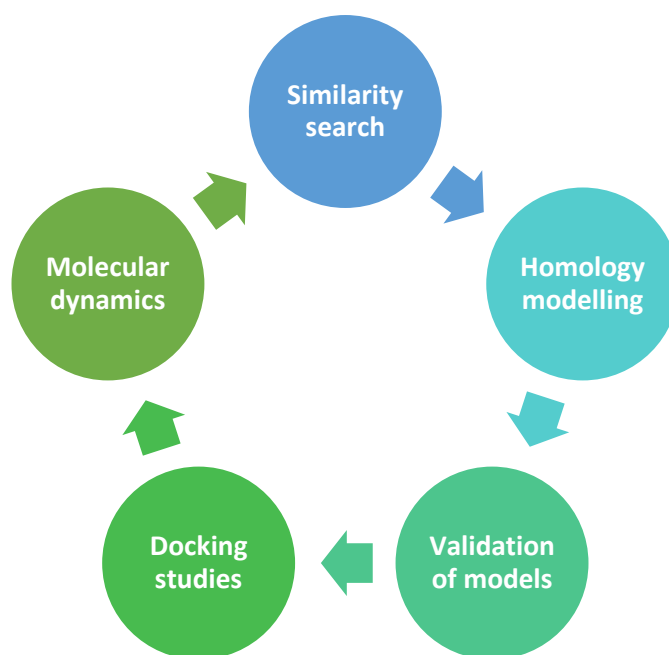 Similarity
search
Homology
modelling
Validation
of models
Docking
studies
Molecular
dynamics